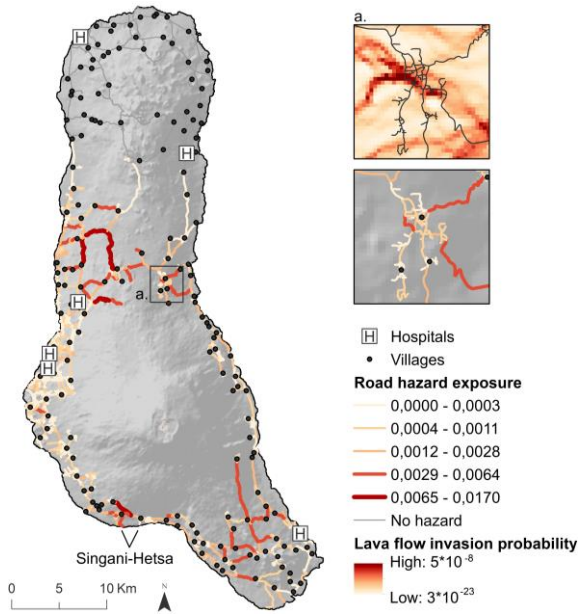 a.
H
H
a.
H
H
H
H
Singani-Hetsa
0 5 10 Km
N
H Hospitals
Villages
Road hazard exposure
0,0000 - 0,0003
0,0004 - 0,0011
0,0012 - 0,0028
0,0029 - 0,0064
0,0065 - 0,0170
No hazard
Lava flow invasion probability
High: 5*10 -8
Low: 3*10 -23